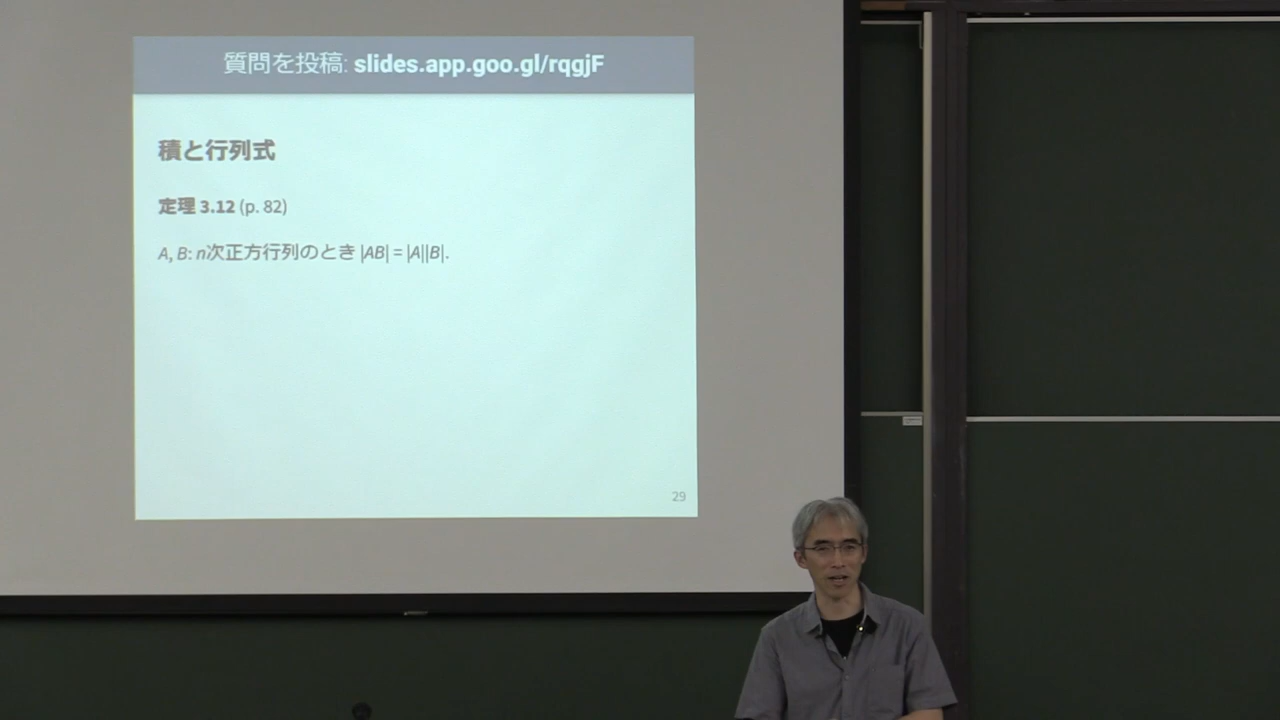 質問を投稿: slides.app.goo.gl/rqgjF
積と行列式
定理 3.12 (p. 82)
A, B: n次正方行列のとき |AB| = |A||B|.
29